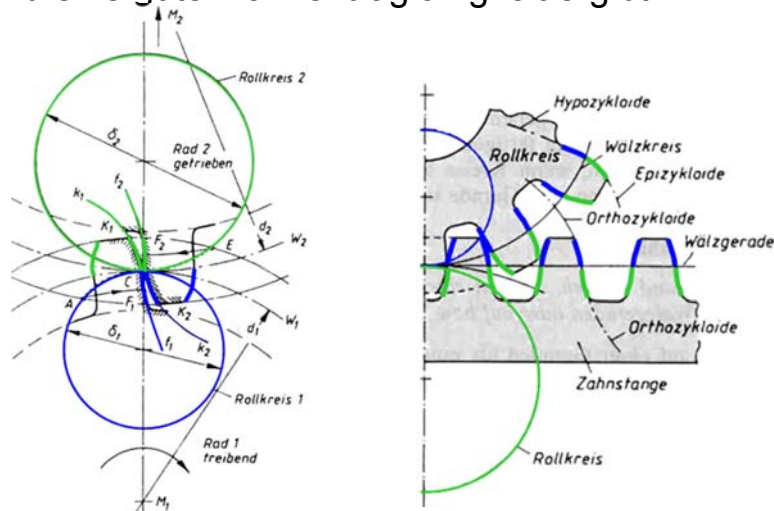 M₂
Rollkreis 2
δ₂
Rad 2
getrieben
k₁
f₂
K₁
F₂
E
d₂
W₂
C
A
F₁
K₂
d₁
W₁
δ₁
f₁
k₂
Rollkreis 1
Rad 1
treibend
M₁
Hypozykloide
Rollkreis
Wälzkreis
Epizykloide
Orthozykloide
Wälzgerade
Orthozykloide
Zahnstange
Rollkreis